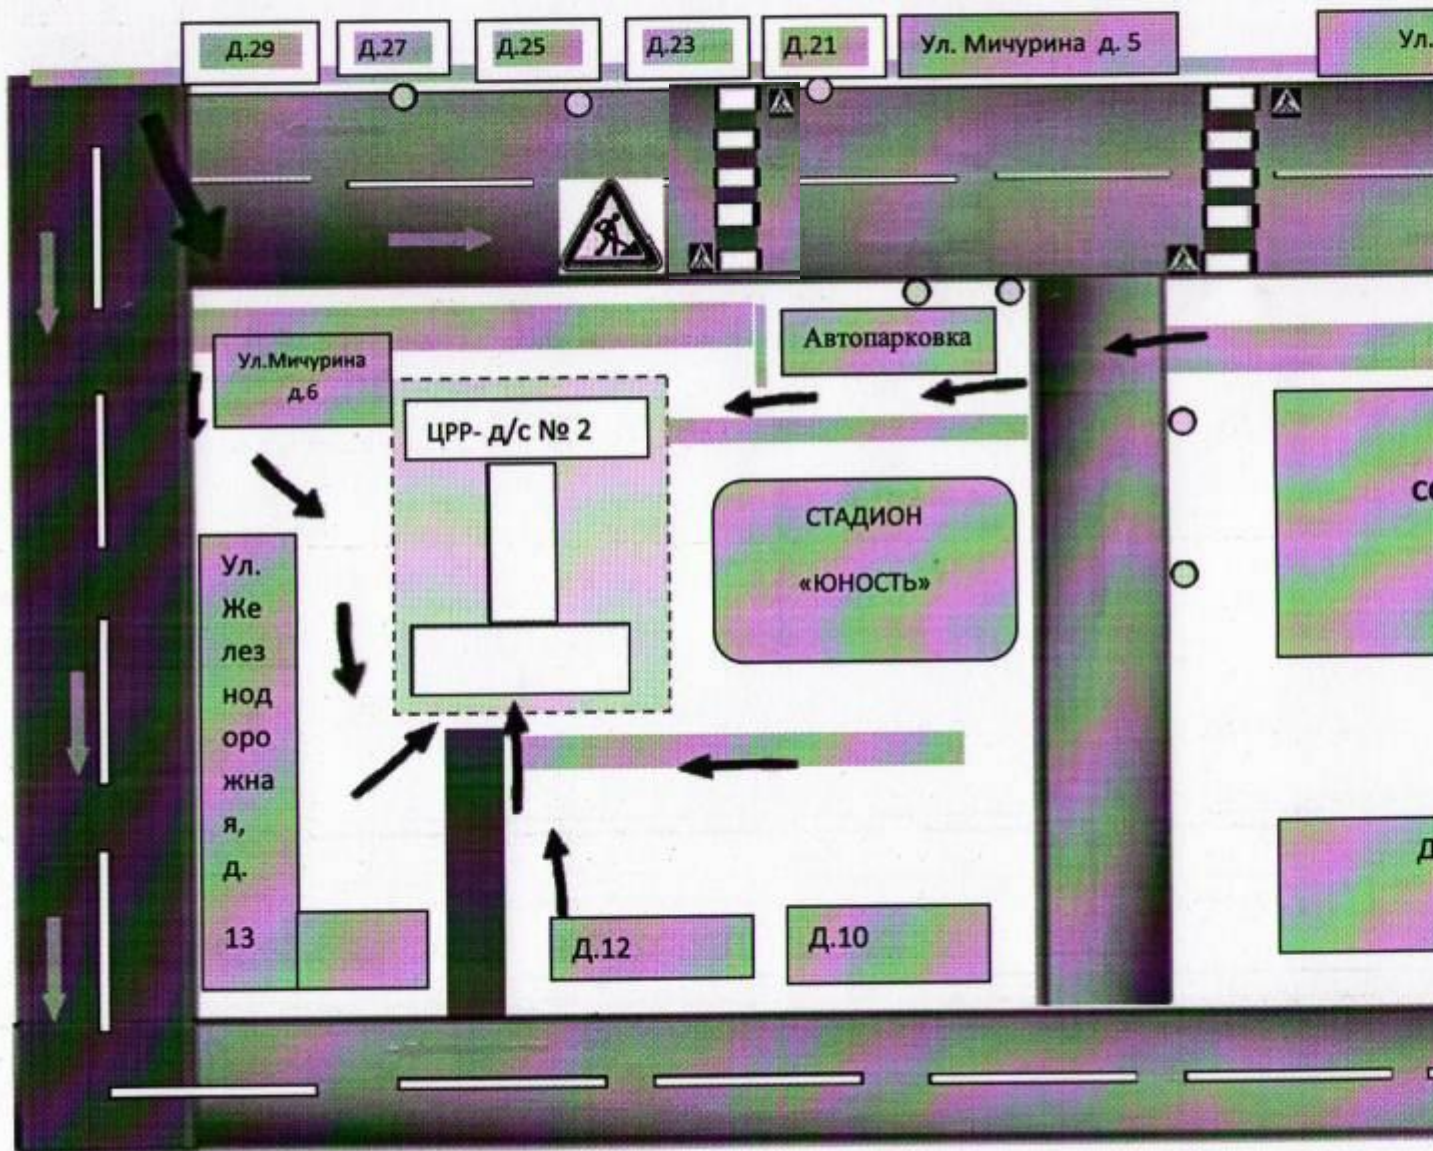 Д.29
Д.27
Д.25
Д.23
Д.21
Ул. Мичурина д. 5
Ул.
Ул.Мичурина
д.6
Автопарковка
ЦРР- д/с № 2
СТАДИОН
«ЮНОСТЬ»
Ул.
Же
лез
нод
оро
жна
я,
д.
13
Д.12
Д.10